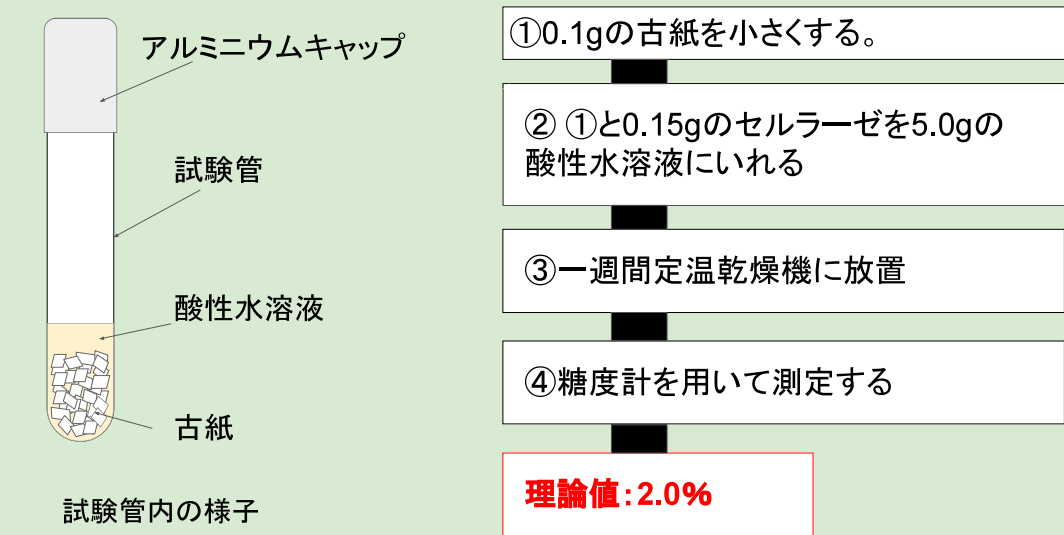 アルミニウムキャップ
試験管
酸性水溶液
古紙
試験管内の様子
①0.1gの古紙を小さくする。
② ①と0.15gのセルラーゼを5.0gの
酸性水溶液にいれる
③一週間定温乾燥機に放置
④糖度計を用いて測定する
理論値:2.0%